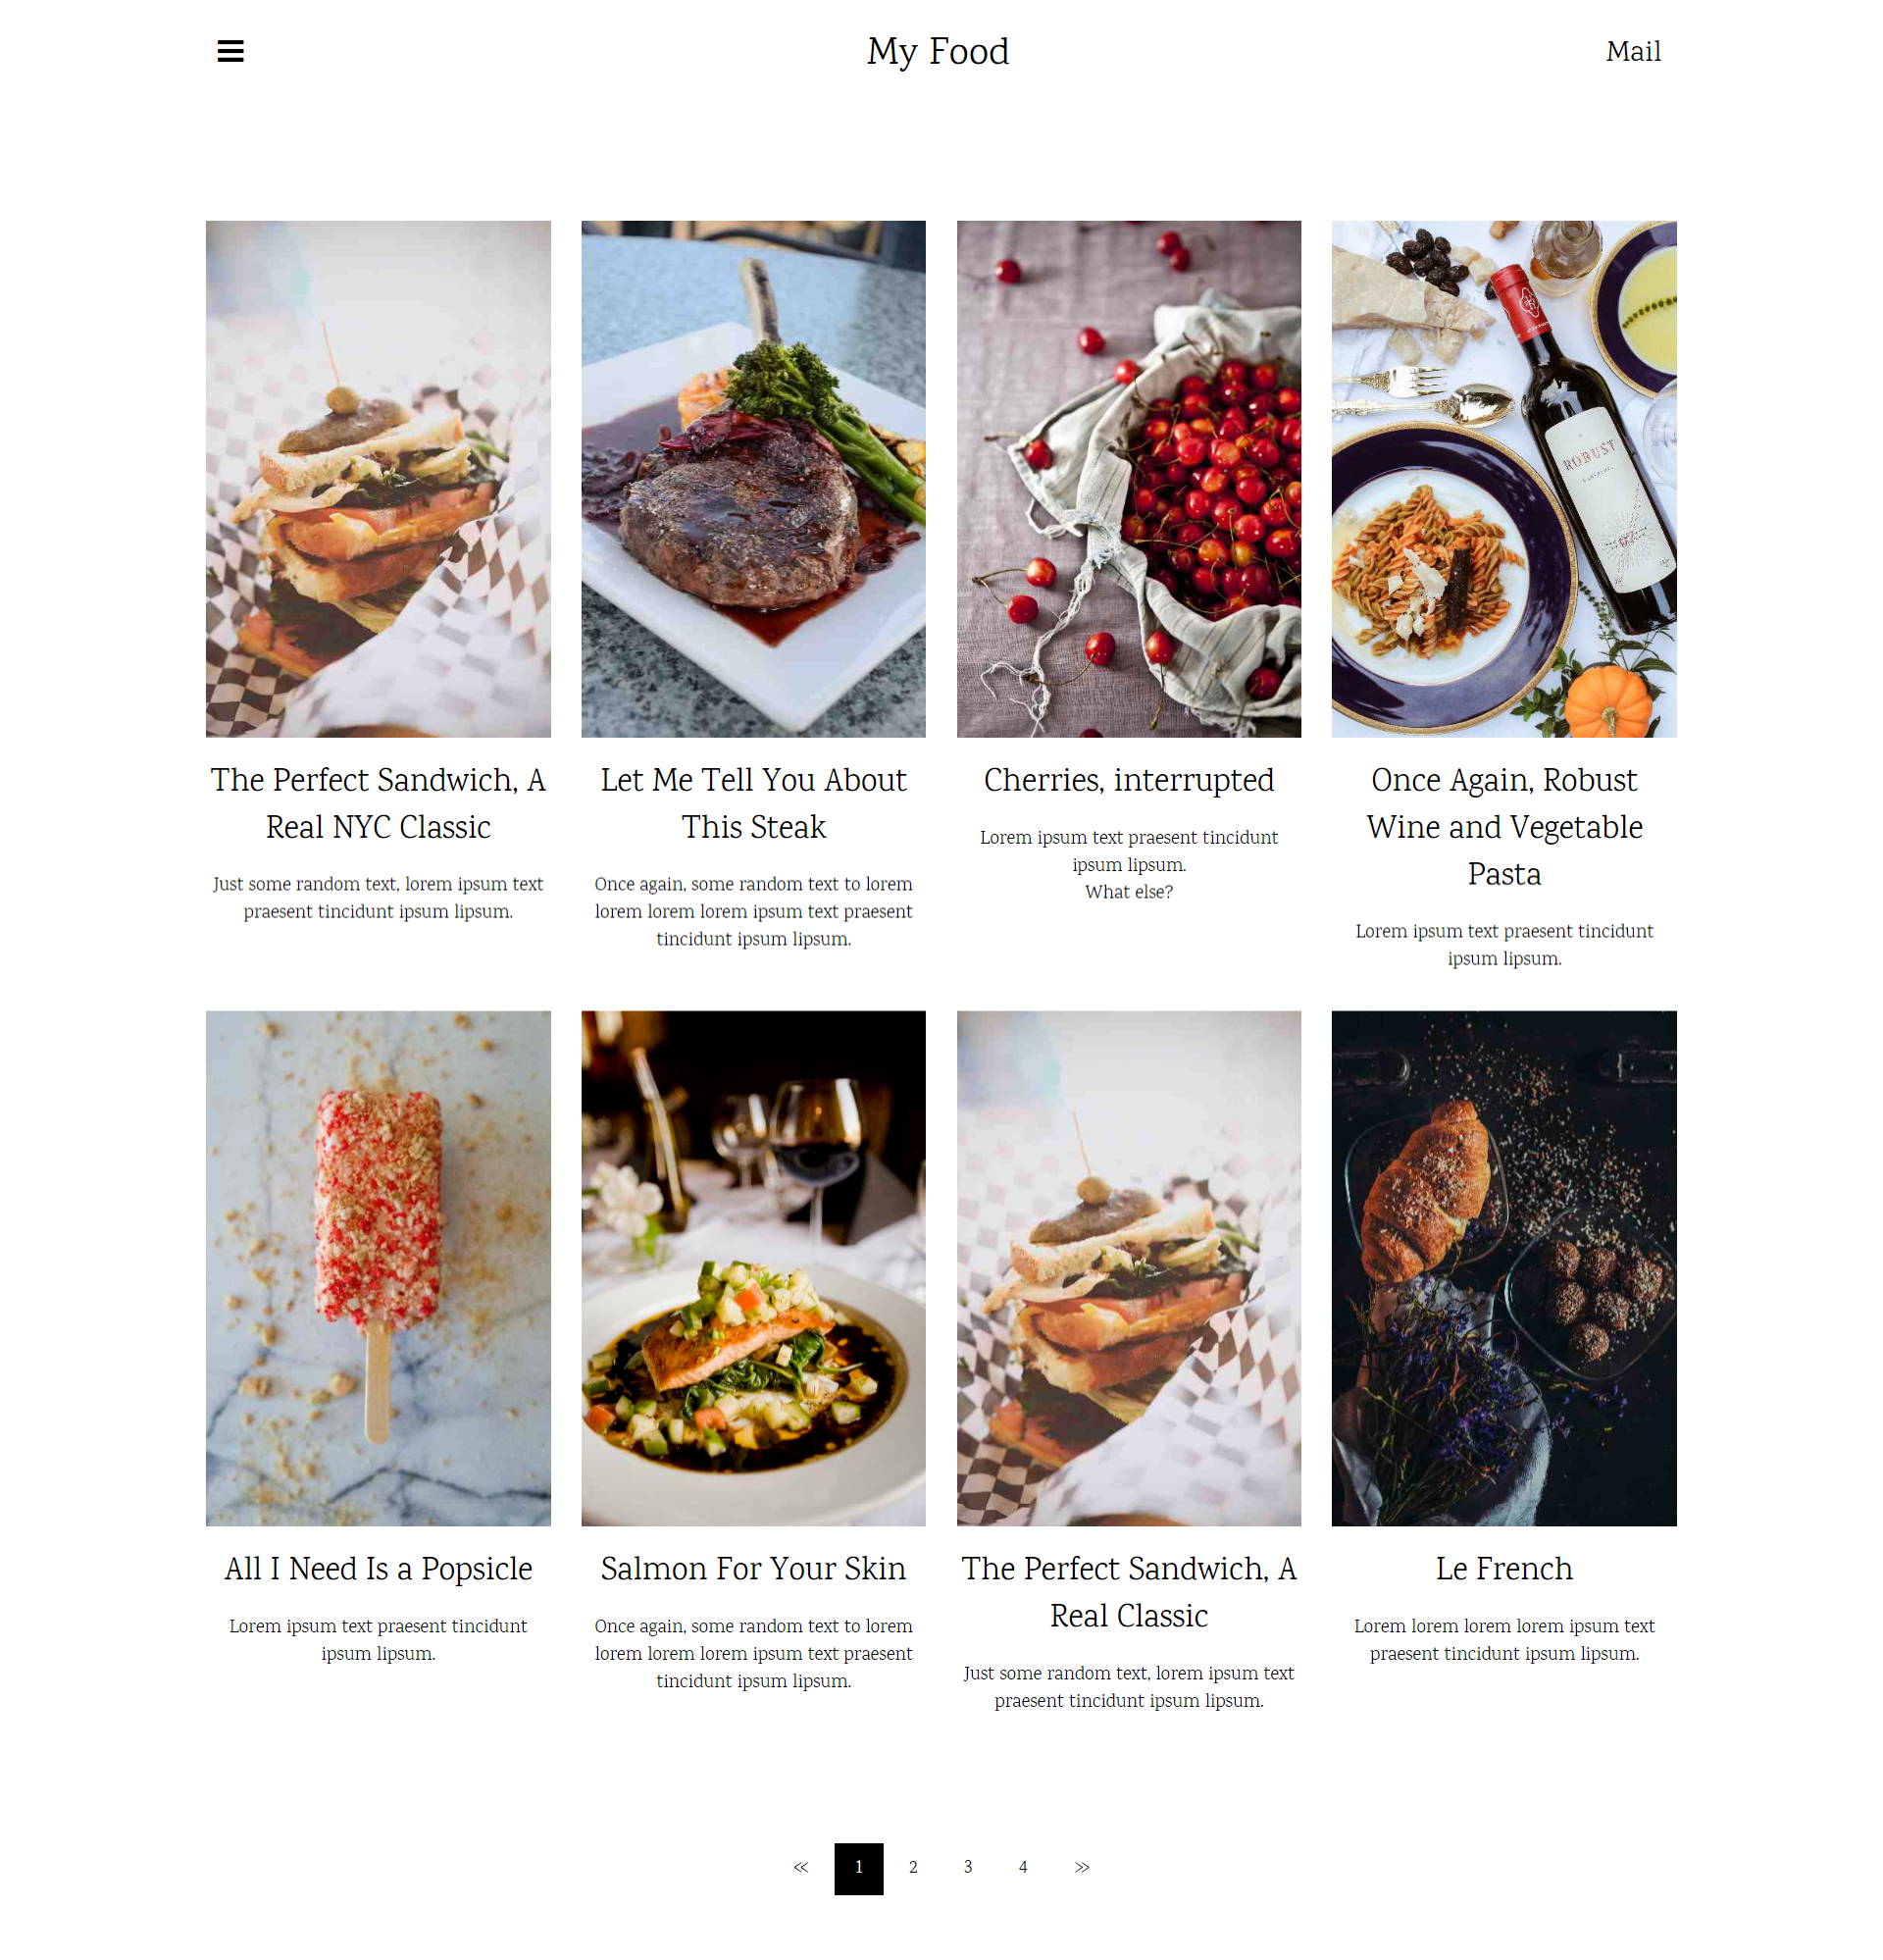 My Food
Mail
ROBUST
The Perfect Sandwich, A
Real NYC Classic
Just some random text, lorem ipsum text
praesent tincidunt ipsum lipsum.
Let Me Tell You About
This Steak
Once again, some random text to lorem
lorem lorem lorem ipsum text praesent
tincidunt ipsum lipsum.
Cherries, interrupted
Lorem ipsum text praesent tincidunt
ipsum lipsum.
What else?
Once Again, Robust
Wine and Vegetable
Pasta
Lorem ipsum text praesent tincidunt
ipsum lipsum.
All I Need Is a Popsicle
Lorem ipsum text praesent tincidunt
ipsum lipsum.
Salmon For Your Skin
Once again, some random text to lorem
lorem lorem lorem ipsum text praesent
tincidunt ipsum lipsum.
The Perfect Sandwich, A
Real Classic
Just some random text, lorem ipsum text
praesent tincidunt ipsum lipsum.
Le French
Lorem lorem lorem lorem ipsum text
praesent tincidunt ipsum lipsum.
« 1 2 3 4 »